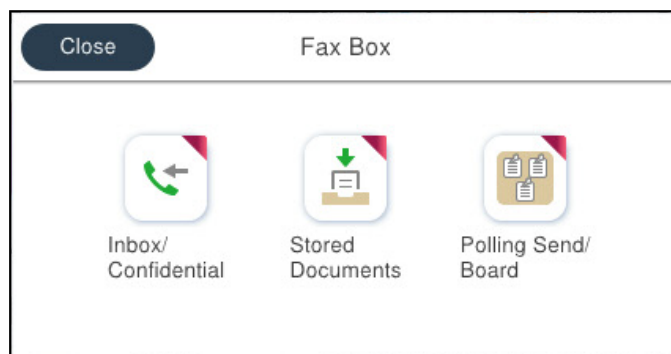 Close
Fax Box
Inbox/
Confidential
Stored
Documents
Polling Send/
Board